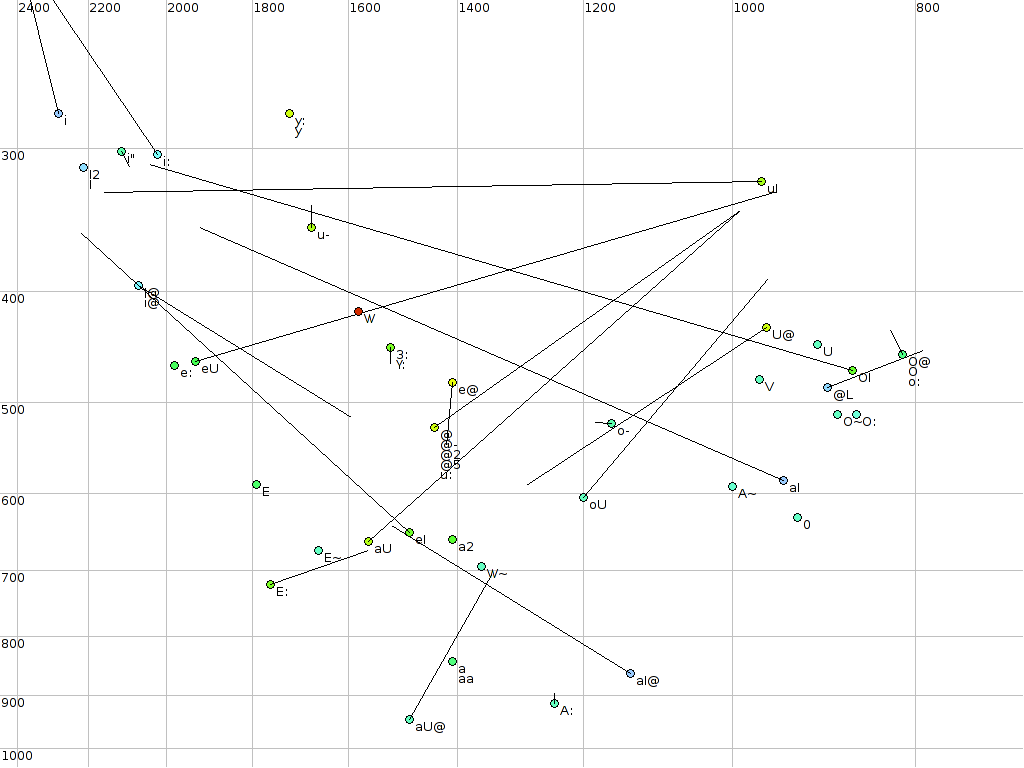 2400 2200 2000 1800 1600 1400 1200 1000 800
i
y:
y
300
i"
i:
I2
I
uI
u-
i@
i@
400
W
U@
3:
Y:
U
O@
O
o:
e:
eU
OI
e@
V
@L
500
O~
O:
@
@-
@2
@5
u:
o-
E
A~
aI
600
oU
0
aU
eI
a2
E~
W~
700
E:
800
a
aa
aI@
900
A:
aU@
1000